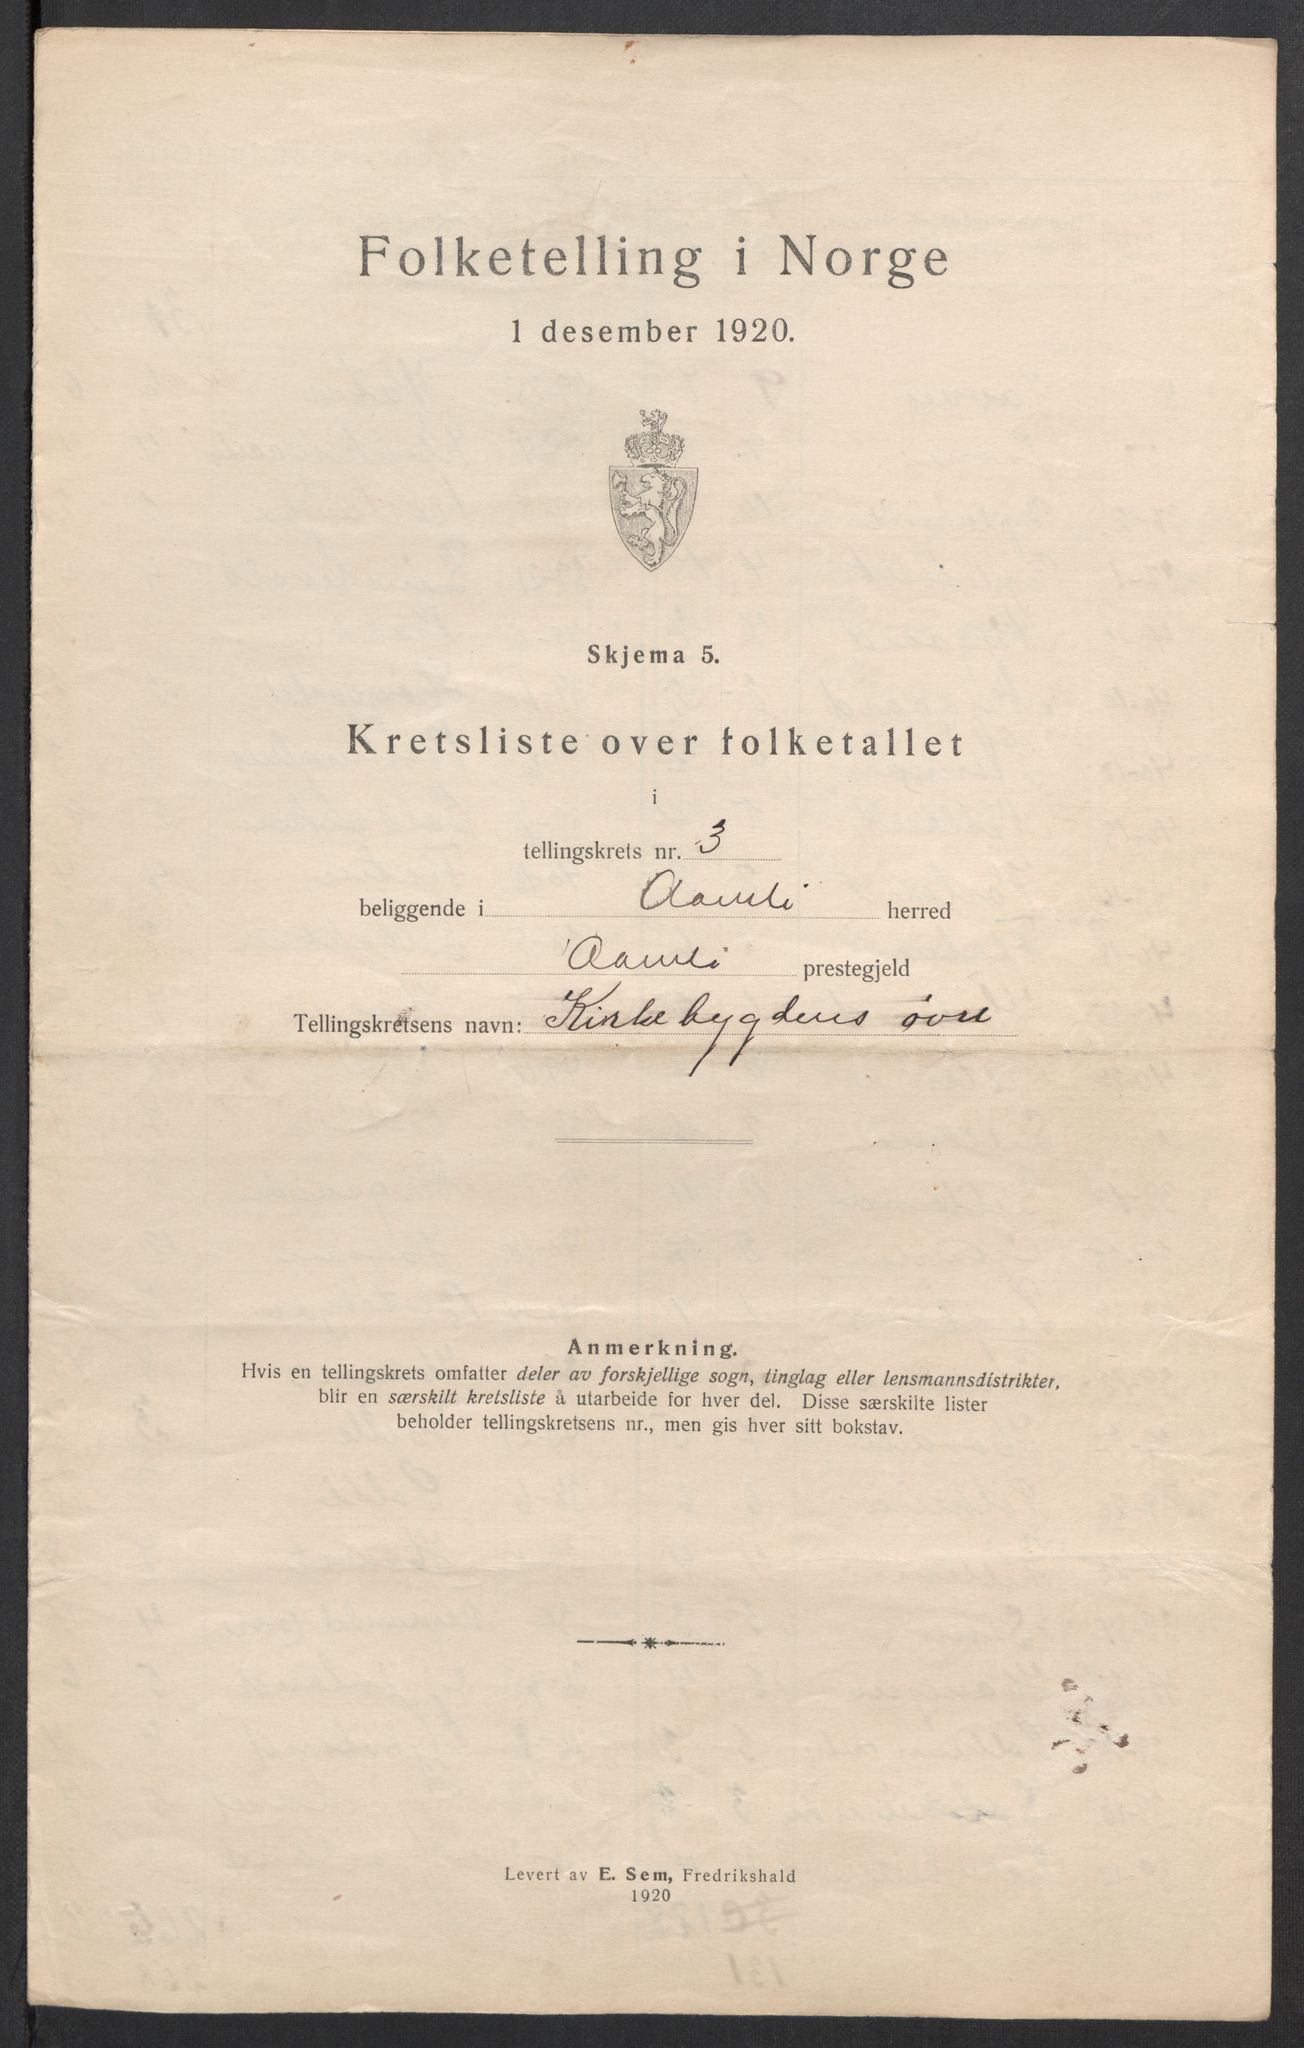 Folketelling i Norge
1 desember 1920.
Skjema 5.
Kretsliste over folketallet
i
tellingskrets nr. 3
beliggende i Aamli herred
Aamli prestegjeld
Tellingskretsens navn: Kirkebygdens øvre
Anmerkning.
Hvis en tellingskrets omfatter deler av forskjellige sogn, tinglag eller lensmannsdistrikter,
blir en særskilt kretsliste å utarbeide for hver del. Disse særskilte lister
beholder tellingskretsens nr., men gis hver sitt bokstav.
Levert av E. Sem, Fredrikshald
1920